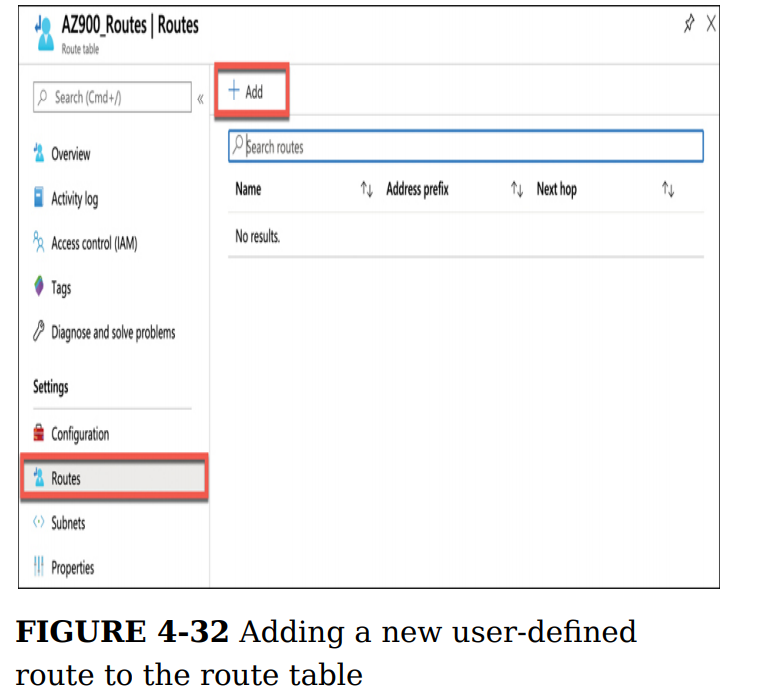 AZ900_Routes | Routes
Route table
Search (Cmd+/)
«
Overview
Activity log
Access control (IAM)
Tags
Diagnose and solve problems
Settings
Configuration
Routes
Subnets
Properties
+ Add
Search routes
Name ↑↓ Address prefix ↑↓ Next hop ↑↓
No results.
FIGURE 4-32 Adding a new user-defined
route to the route table